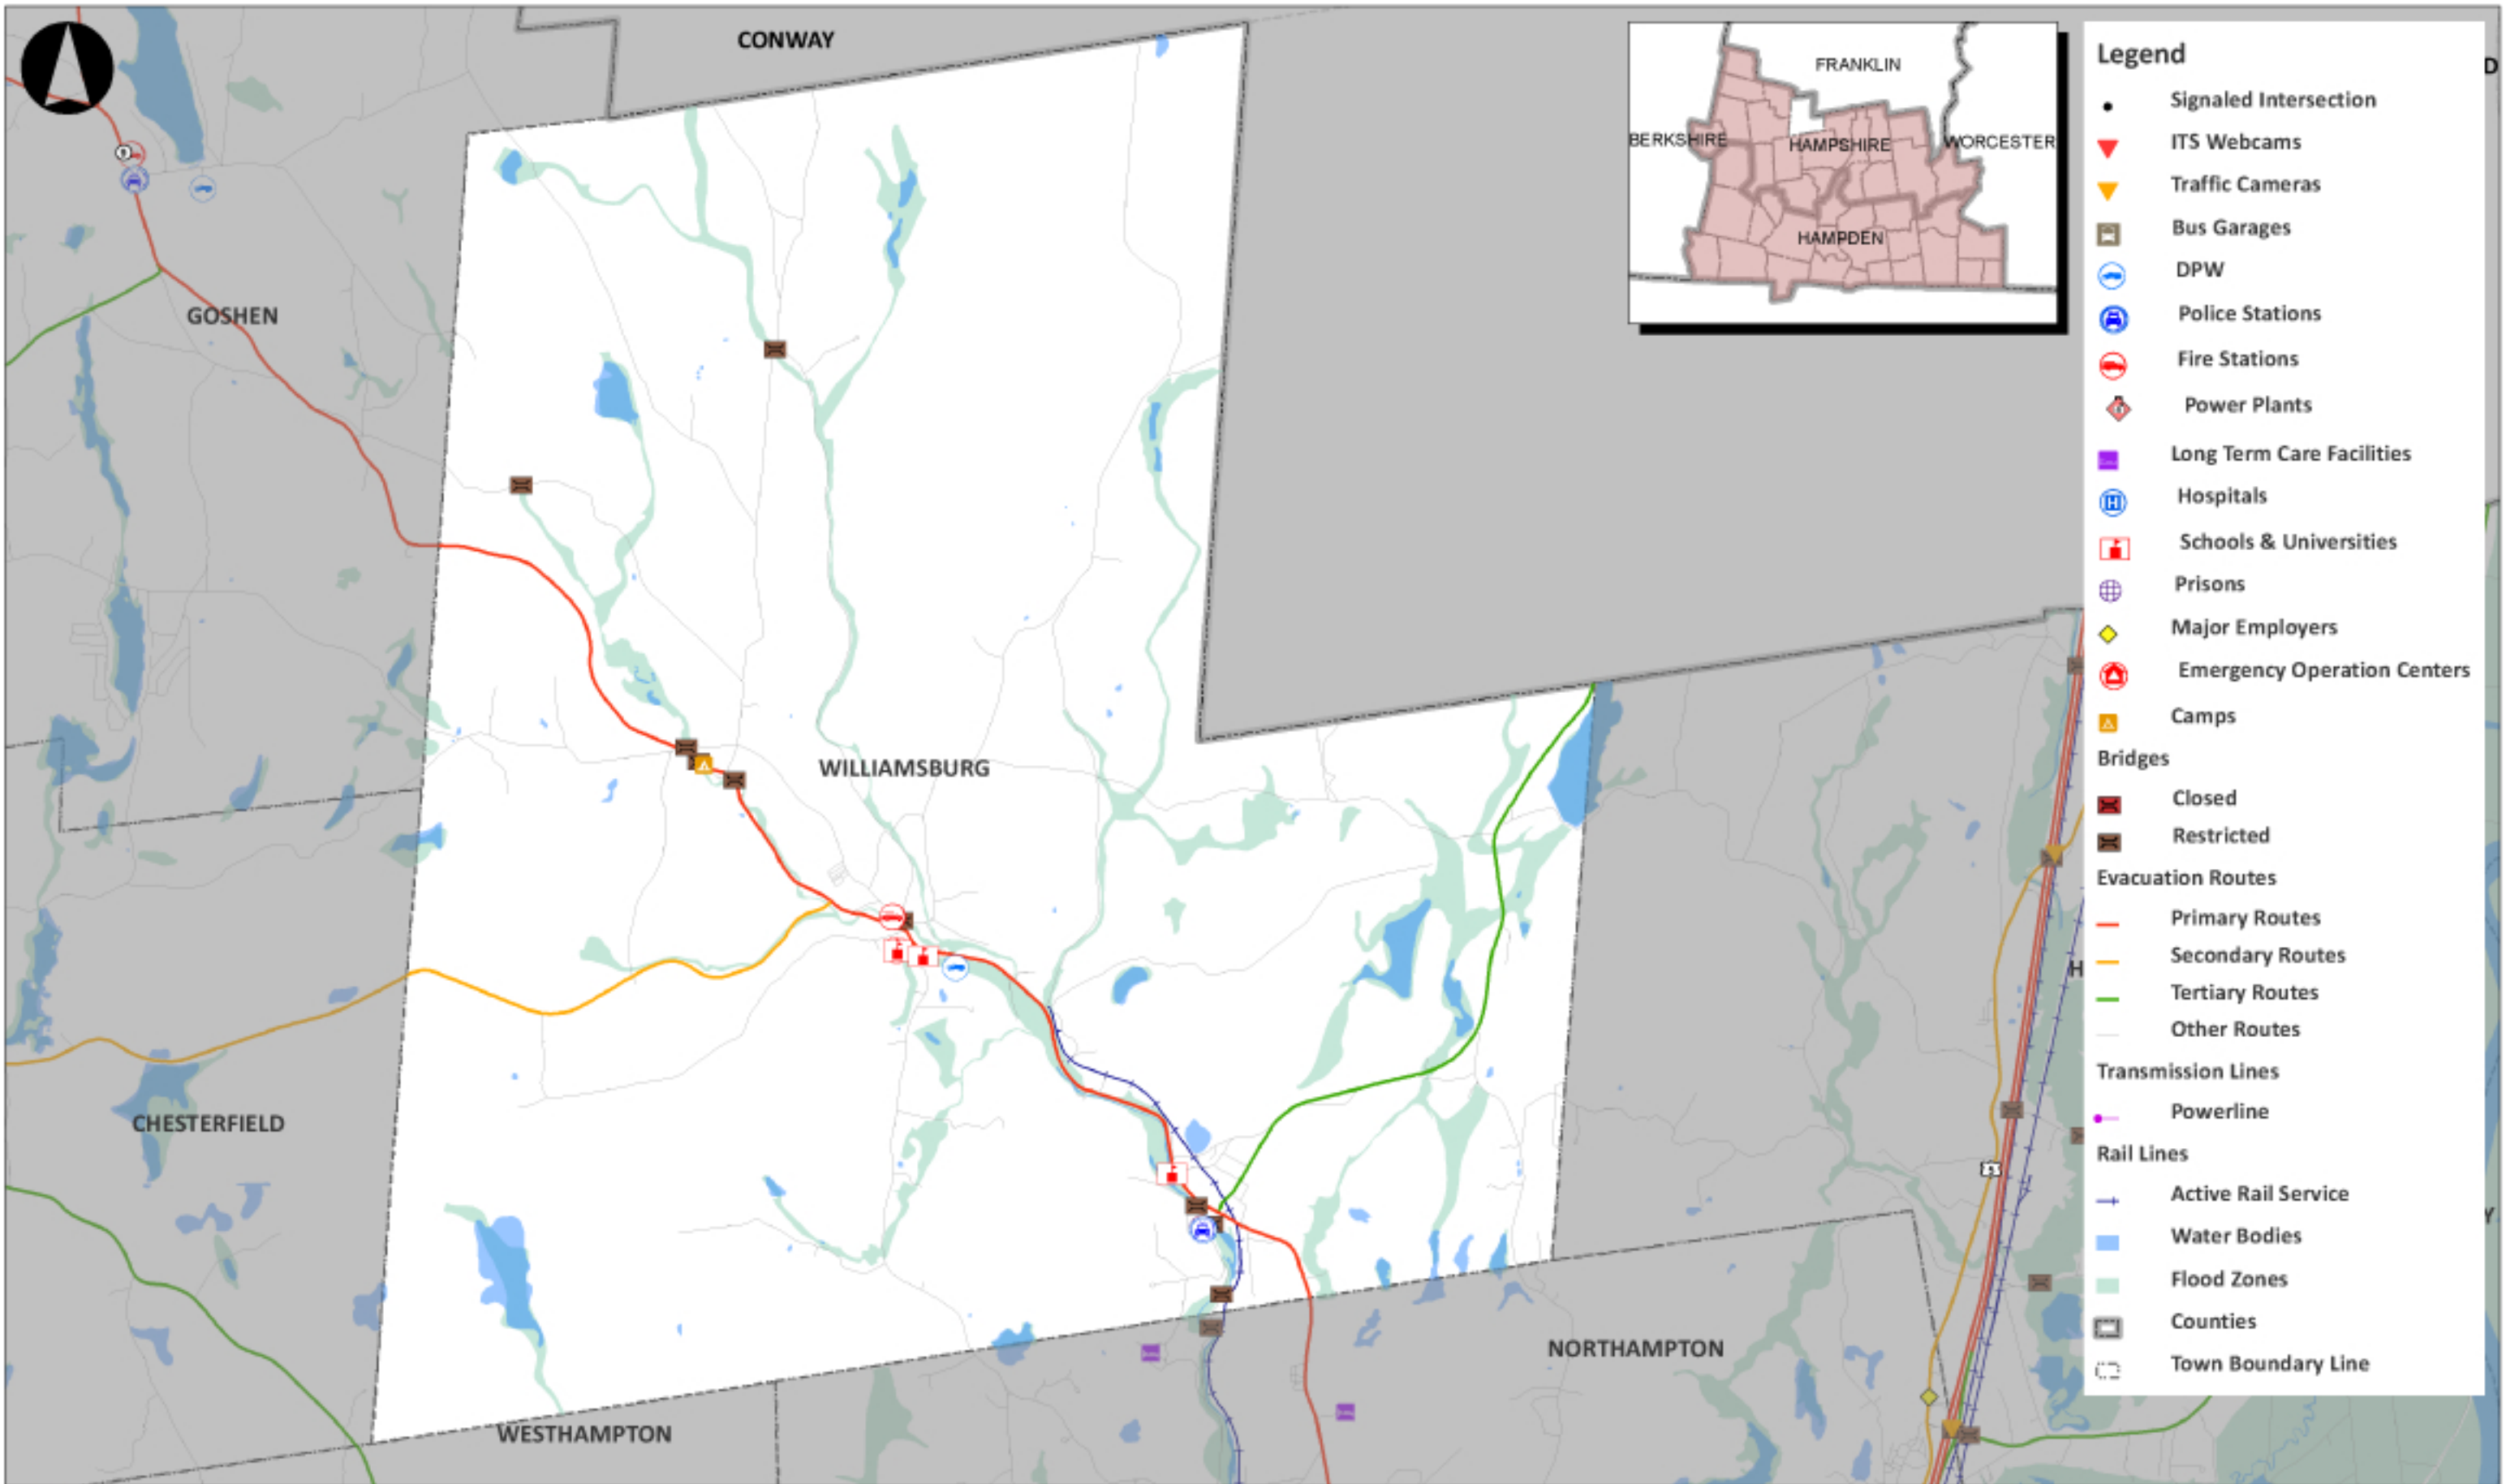 CONWAY
GOSHEN
WILLIAMSBURG
CHESTERFIELD
WESTHAMPTON
NORTHAMPTON
9
5
H
D
Y
FRANKLIN
BERKSHIRE
HAMPSHIRE
WORCESTER
HAMPDEN
Legend
Signaled Intersection
ITS Webcams
Traffic Cameras
Bus Garages
DPW
Police Stations
Fire Stations
Power Plants
Long Term Care Facilities
H
Hospitals
Schools & Universities
Prisons
Major Employers
Emergency Operation Centers
Camps
Bridges
Closed
Restricted
Evacuation Routes
Primary Routes
Secondary Routes
Tertiary Routes
Other Routes
Transmission Lines
Powerline
Rail Lines
Active Rail Service
Water Bodies
Flood Zones
Counties
Town Boundary Line